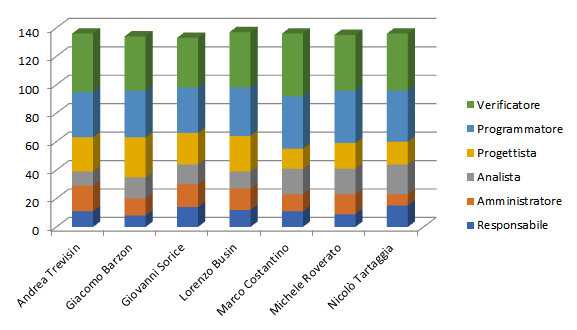 140
120
100
80
60
40
20
0
Andrea Trevisin
Giacomo Barzon
Giovanni Sorice
Lorenzo Busin
Marco Costantino
Michele Roverato
Nicolò Tartaggia
Verificatore
Programmatore
Progettista
Analista
Amministratore
Responsabile